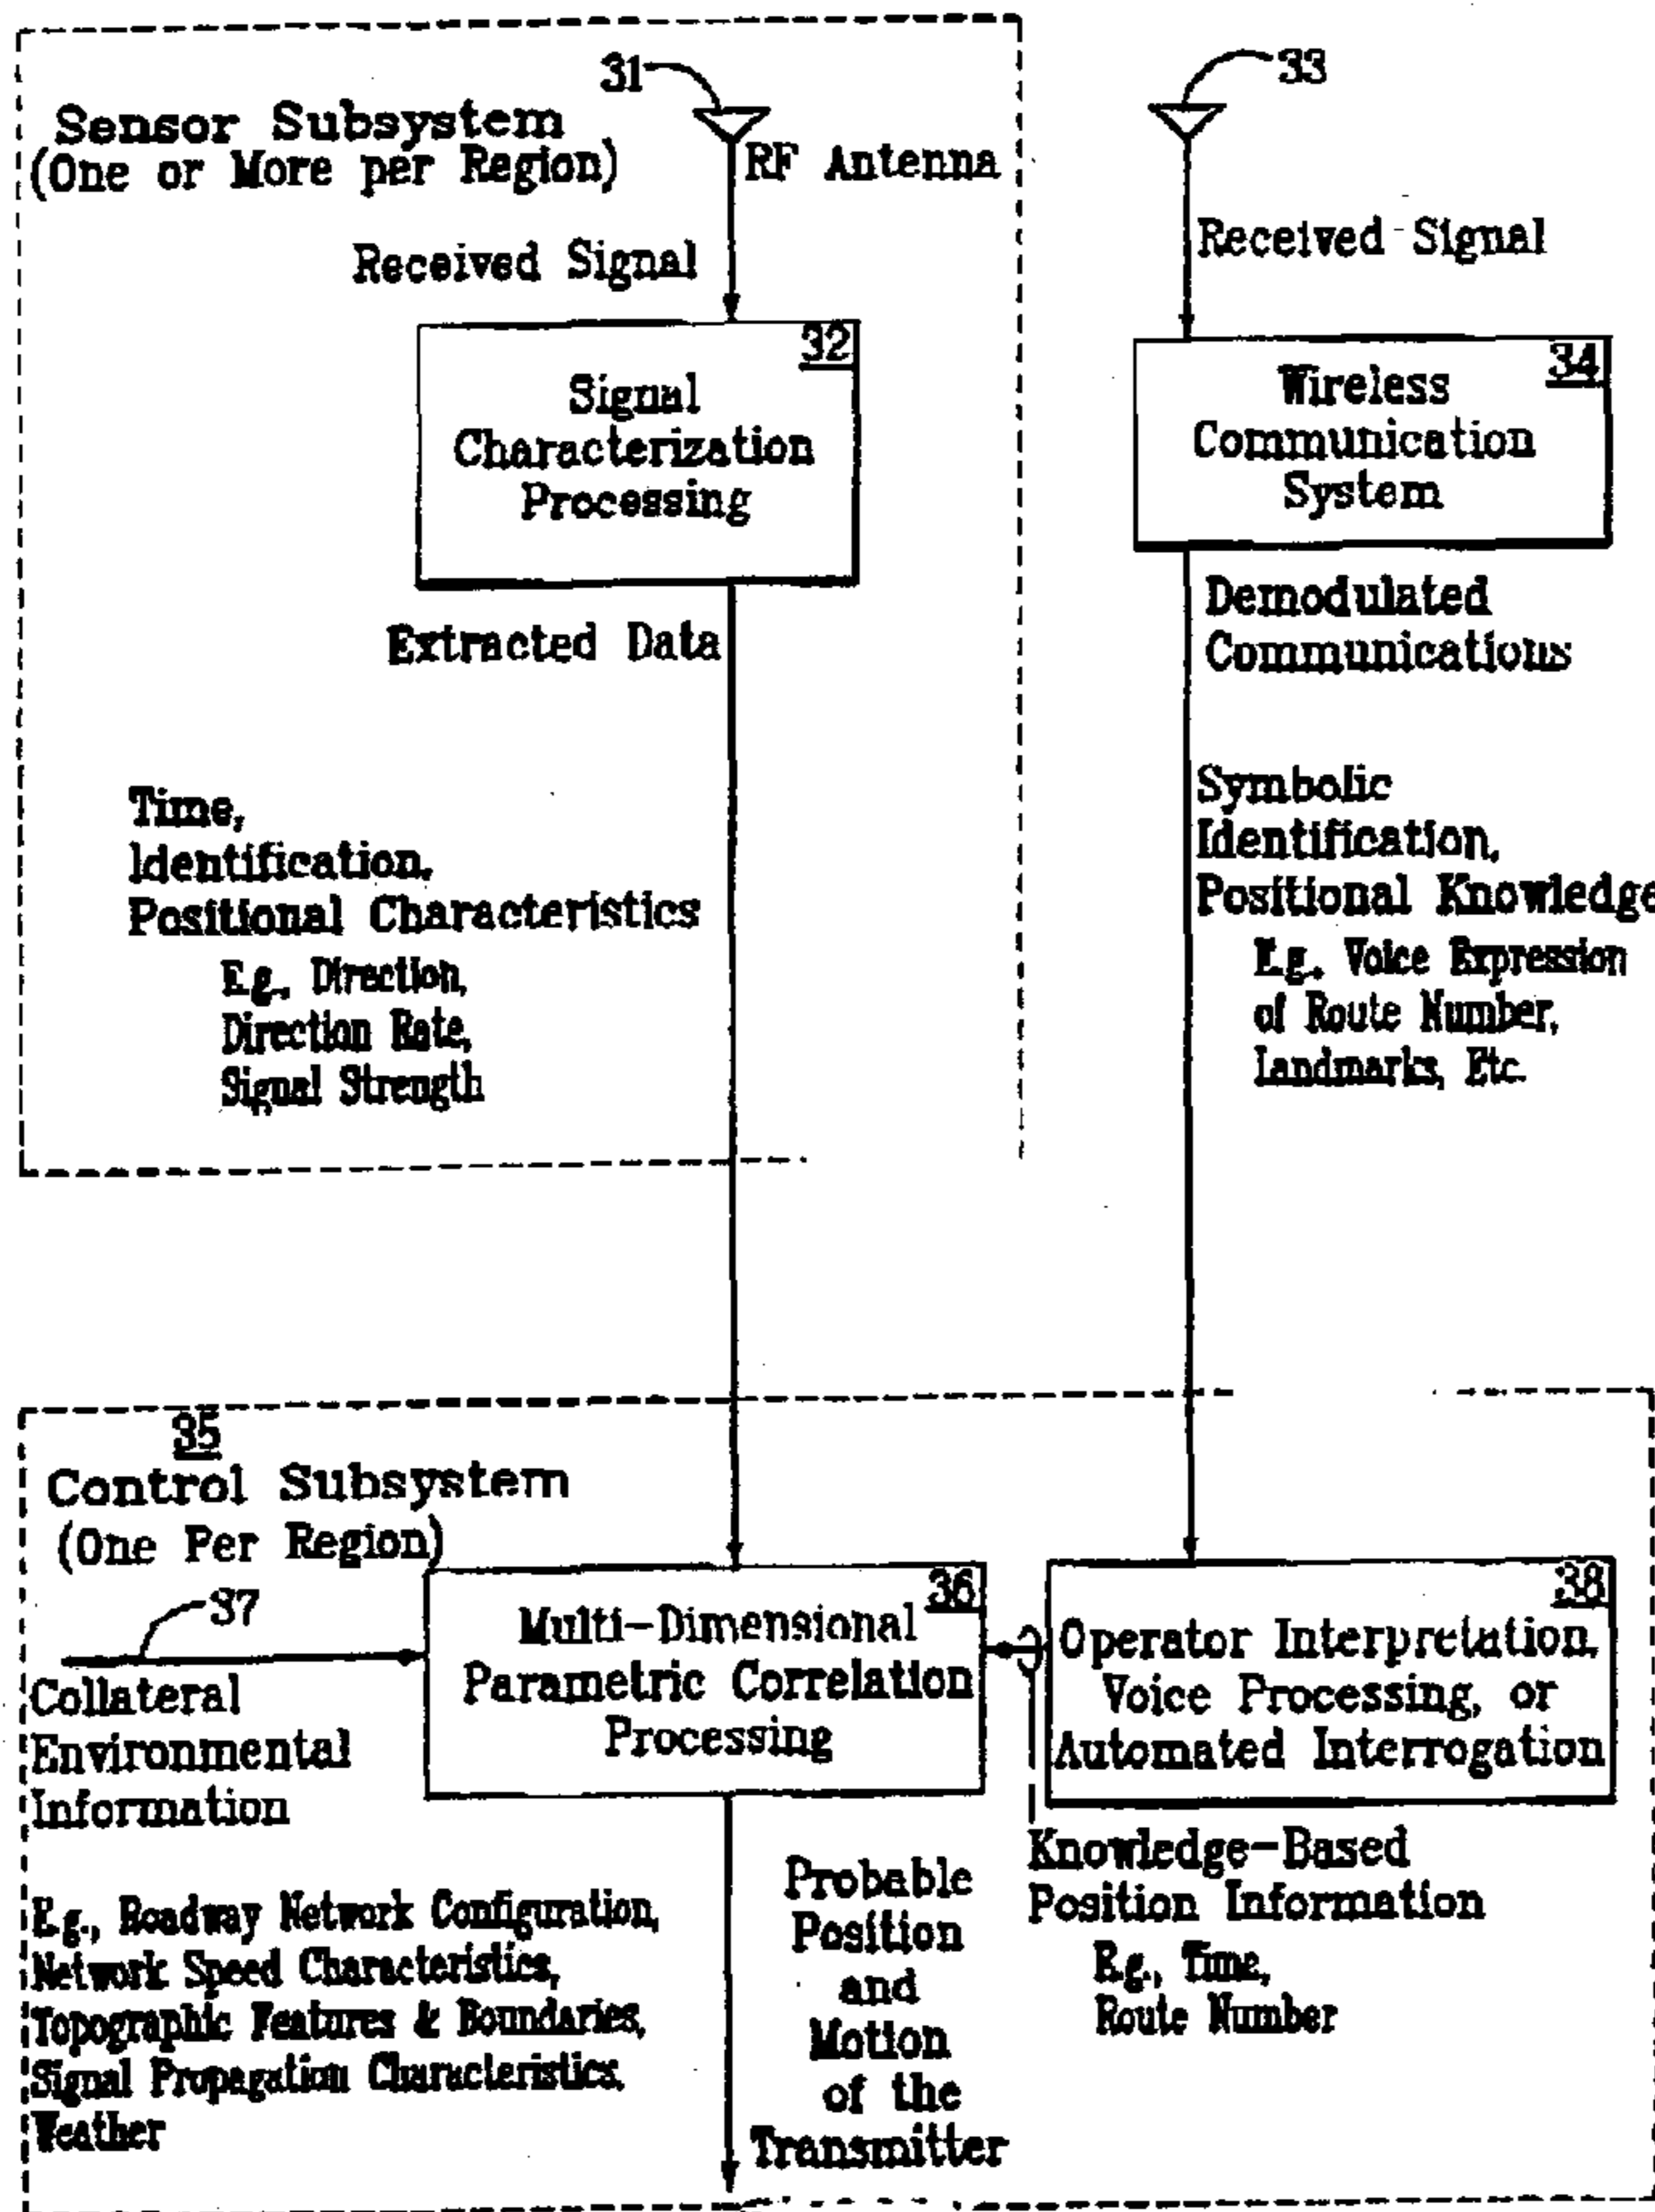 31
33
Sensor Subsystem
(One or More per Region)
RF Antenna
Received Signal
Received Signal
32
Signal
Characterization
Processing
34
Wireless
Communication
System
Extracted Data
Demodulated
Communications
Time,
Identification,
Positional Characteristics
E.g., Direction,
Direction Rate,
Signal Strength
Symbolic
Identification,
Positional Knowledge
E.g. Voice Expression
of Route Number,
Landmarks, Etc.
35
Control Subsystem
(One Per Region)
37
Collateral
Environmental
Information
E.g., Roadway Network Configuration,
Network Speed Characteristics,
Topographic Features & Boundaries,
Signal Propagation Characteristics,
Weather
36
Multi-Dimensional
Parametric Correlation
Processing
38
Operator Interpretation,
Voice Processing, or
Automated Interrogation
Probable
Position
and
Motion
of the
Transmitter
Knowledge-Based
Position Information
E.g., Time,
Route Number